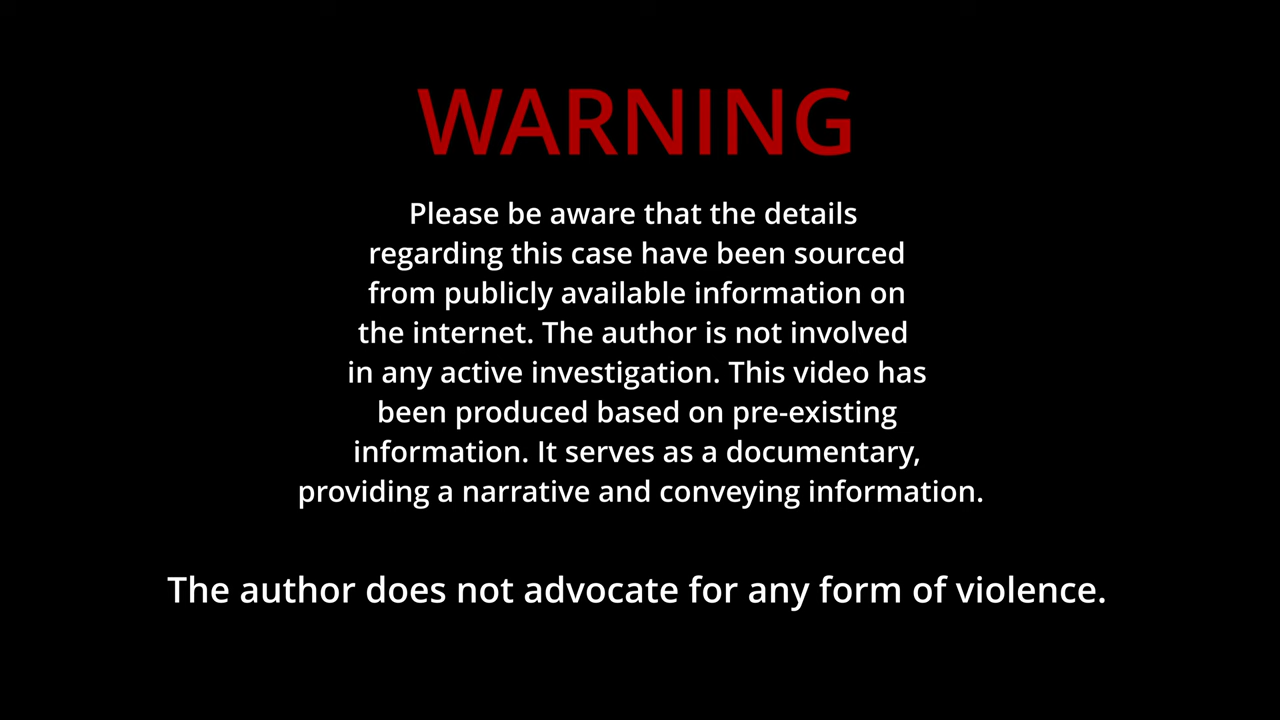 WARNING
Please be aware that the details
regarding this case have been sourced
from publicly available information on
the internet. The author is not involved
in any active investigation. This video has
been produced based on pre-existing
information. It serves as a documentary,
providing a narrative and conveying information.
The author does not advocate for any form of violence.